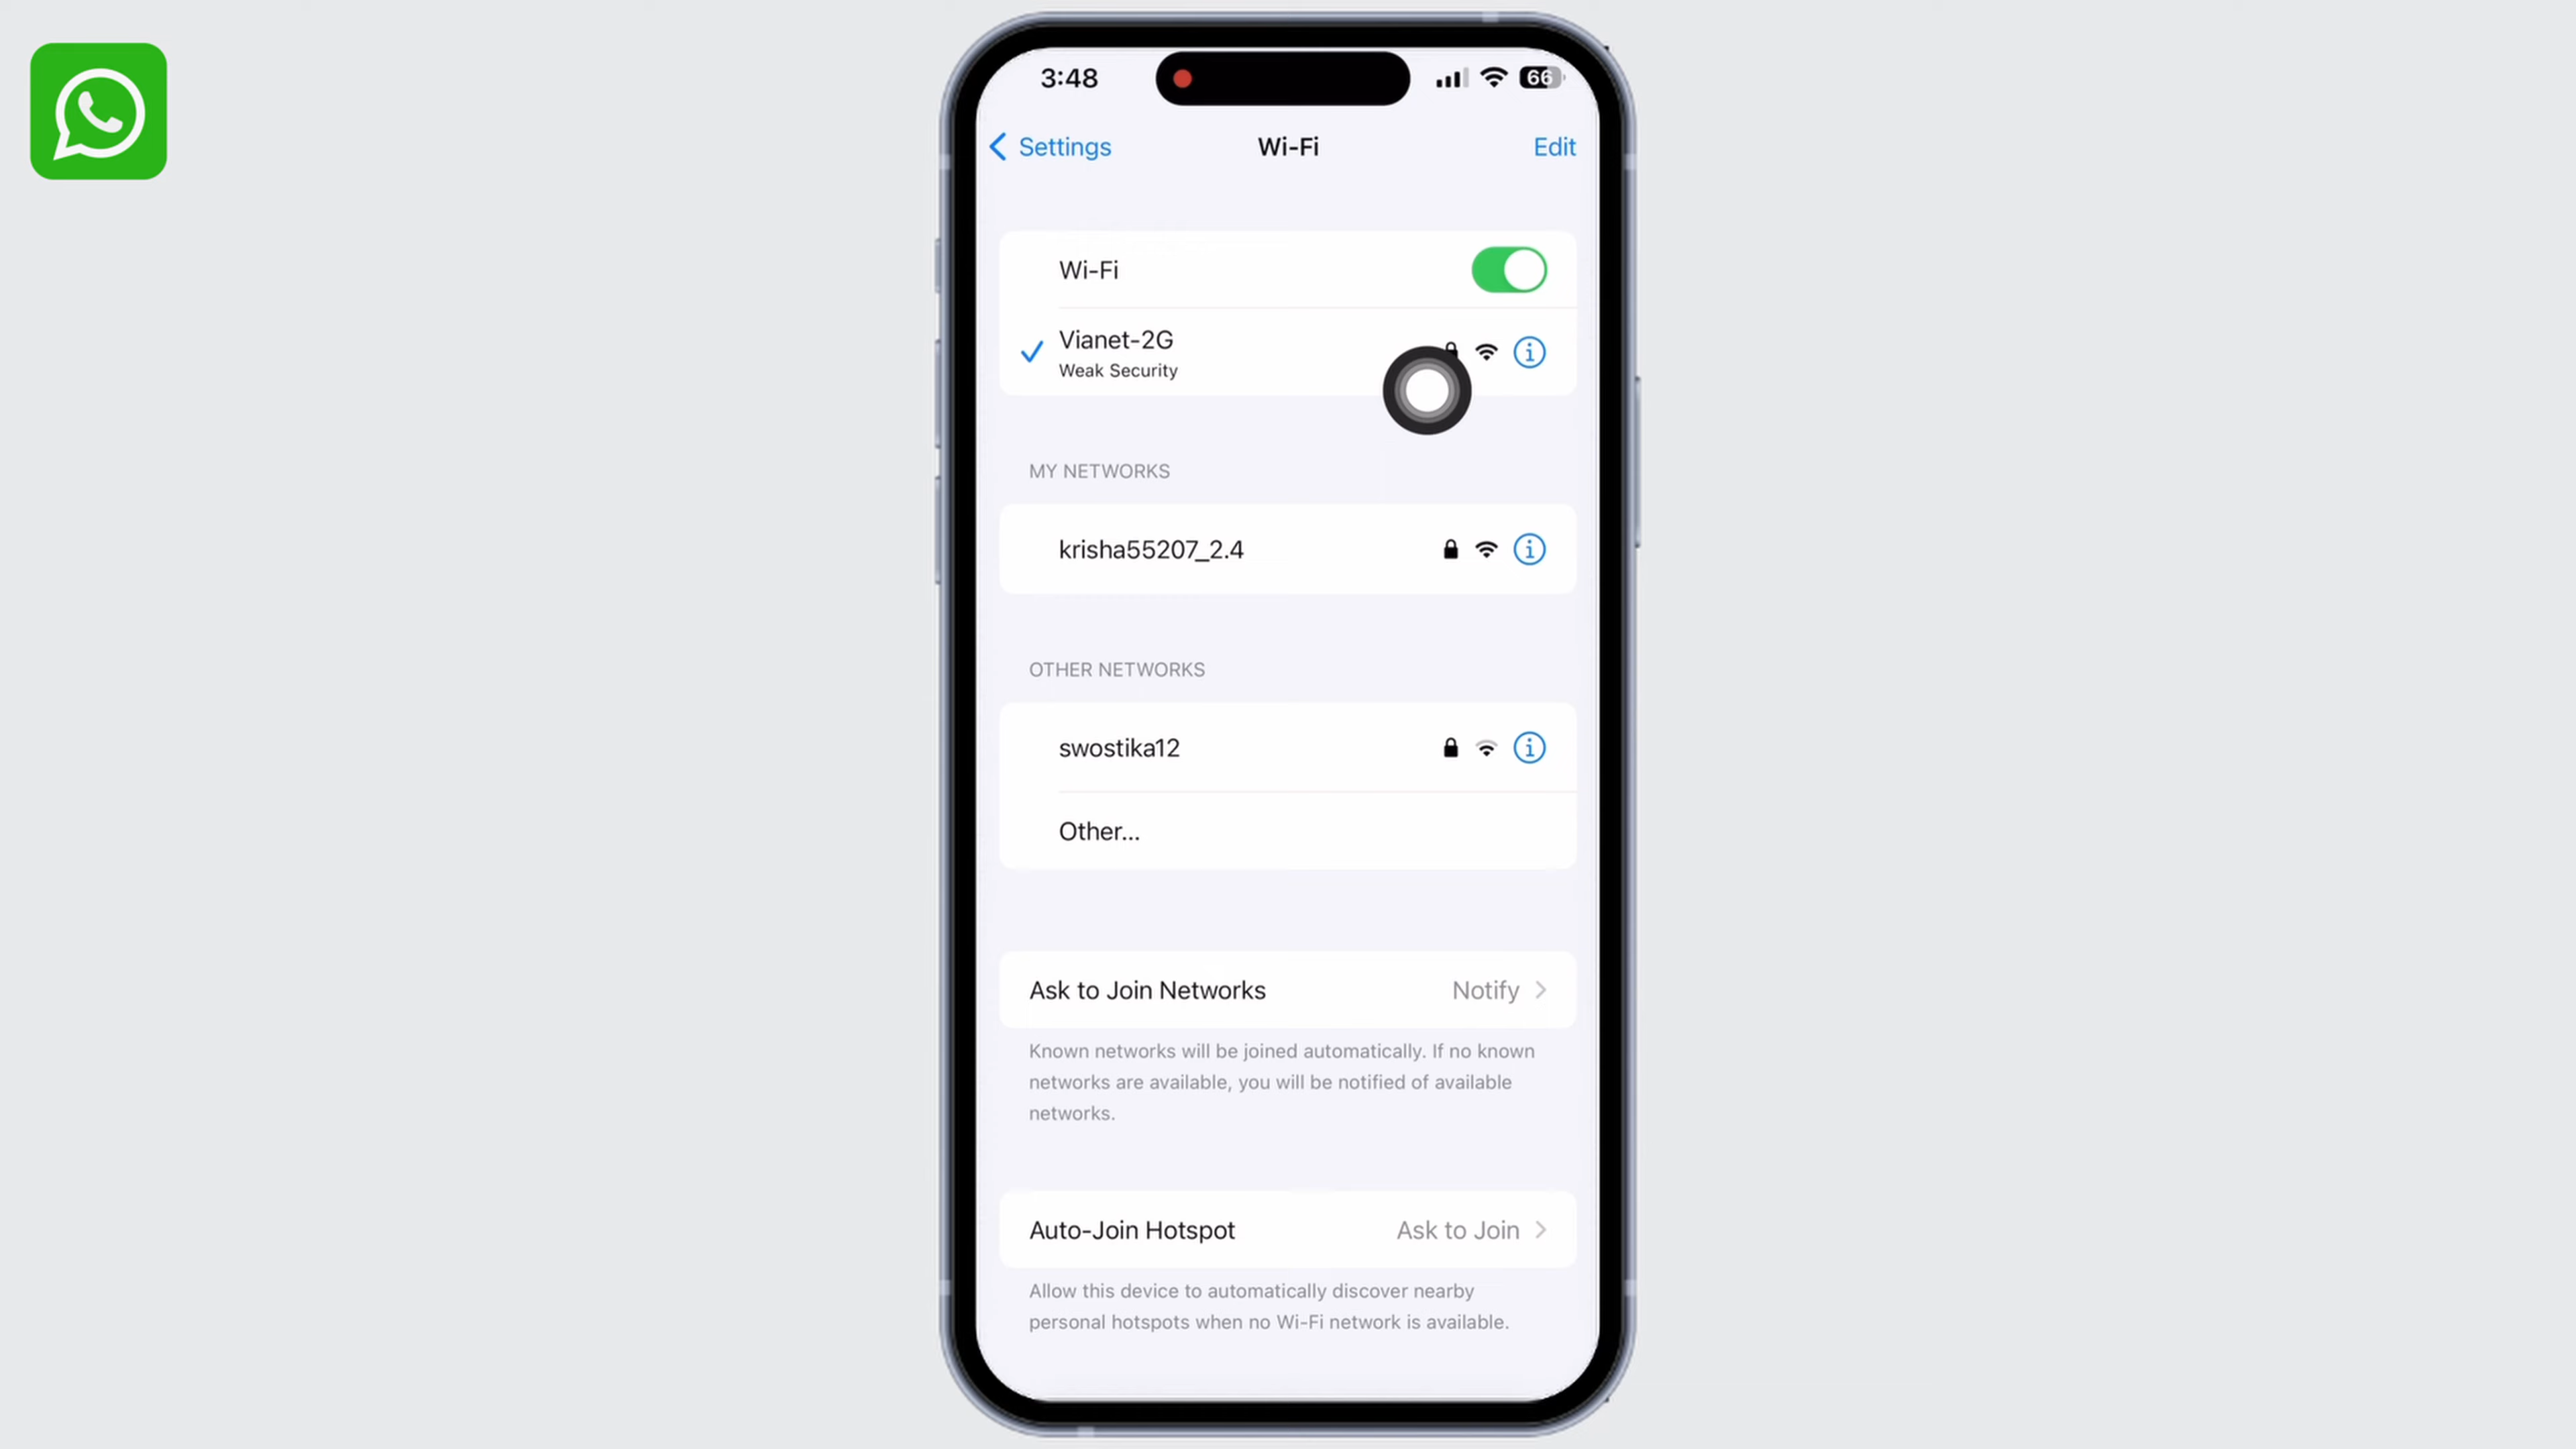 3:48
66
Settings
Wi-Fi
Edit
Wi-Fi
Vianet-2G
Weak Security
MY NETWORKS
krisha55207_2.4
OTHER NETWORKS
swostika12
Other...
Ask to Join Networks
Notify
Known networks will be joined automatically. If no known
networks are available, you will be notified of available
networks.
Auto-Join Hotspot
Ask to Join
Allow this device to automatically discover nearby
personal hotspots when no Wi-Fi network is available.